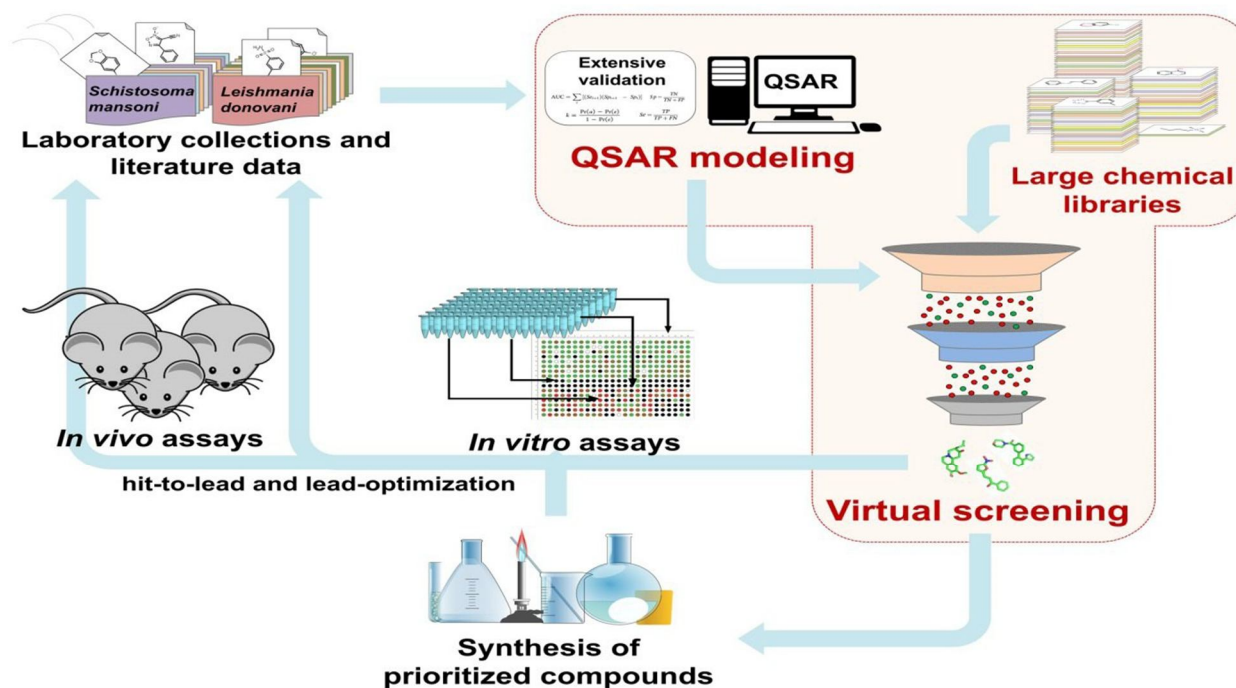 Schistosoma
mansoni
Leishmania
donovani
Laboratory collections and
literature data
Extensive
validation
QSAR
QSAR modeling
Large chemical
libraries
In vivo assays
In vitro assays
hit-to-lead and lead-optimization
Virtual screening
Synthesis of
prioritized compounds